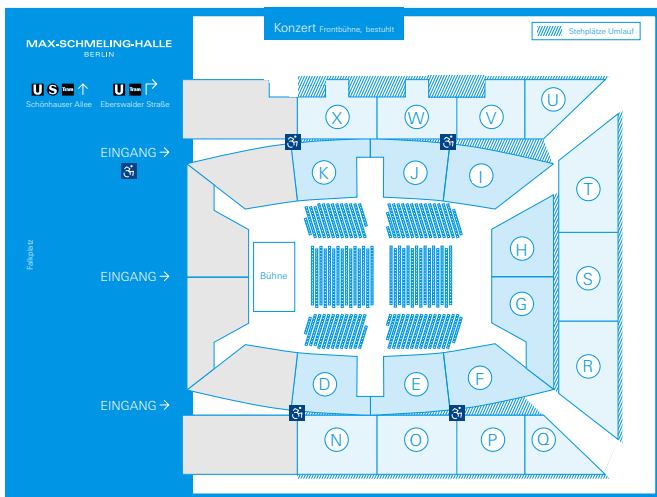 Konzert Frontbühne, bestuhlt
Stehplätze Umlauf
MAX-SCHMELING-HALLE
BERLIN
U S Tram ↑ U Tram
Schönhauser Allee Eberswalder Straße
EINGANG →
EINGANG →
EINGANG →
Falkplatz
Bühne
X W V U
K J I
T
H
S
G
R
D E F
N O P Q